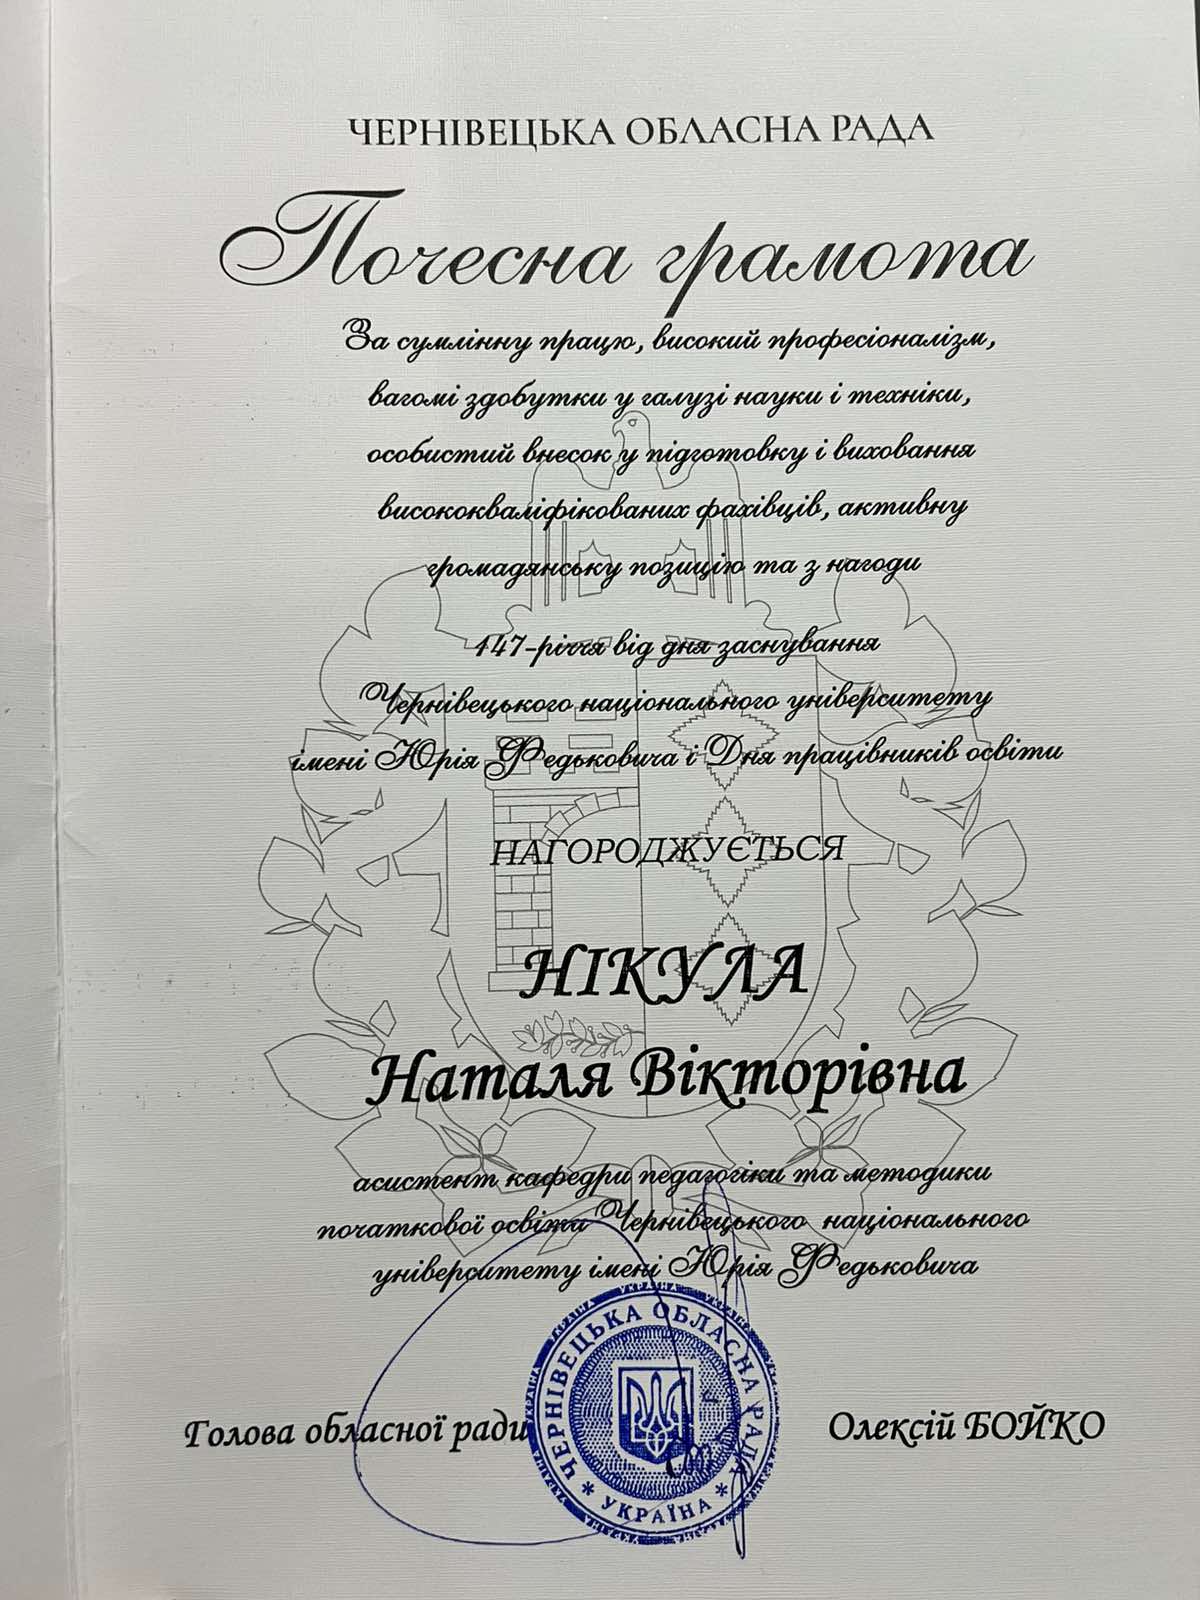 ЧЕРНІВЕЦЬКА ОБЛАСНА РАДА
Почесна грамота
За сумлінну працю, високий професіоналізм,
вагомі здобутки у галузі науки і техніки,
особистий внесок у підготовку і виховання
висококваліфікованих фахівців, активну
громадянську позицію та з нагоди
147-річчя від дня заснування
Чернівецького національного університету
імені Юрія Федьковича і Дня працівників освіти
НАГОРОДЖУЄТЬСЯ
НІКУЛА
Наталя Вікторівна
асистент кафедри педагогіки та методики
початкової освіти Чернівецького національного
університету імені Юрія Федьковича
Голова обласної ради
Олексій БОЙКО
ЧЕРНІВЕЦЬКА ОБЛАСНА РАДА
* УКРАЇНА *